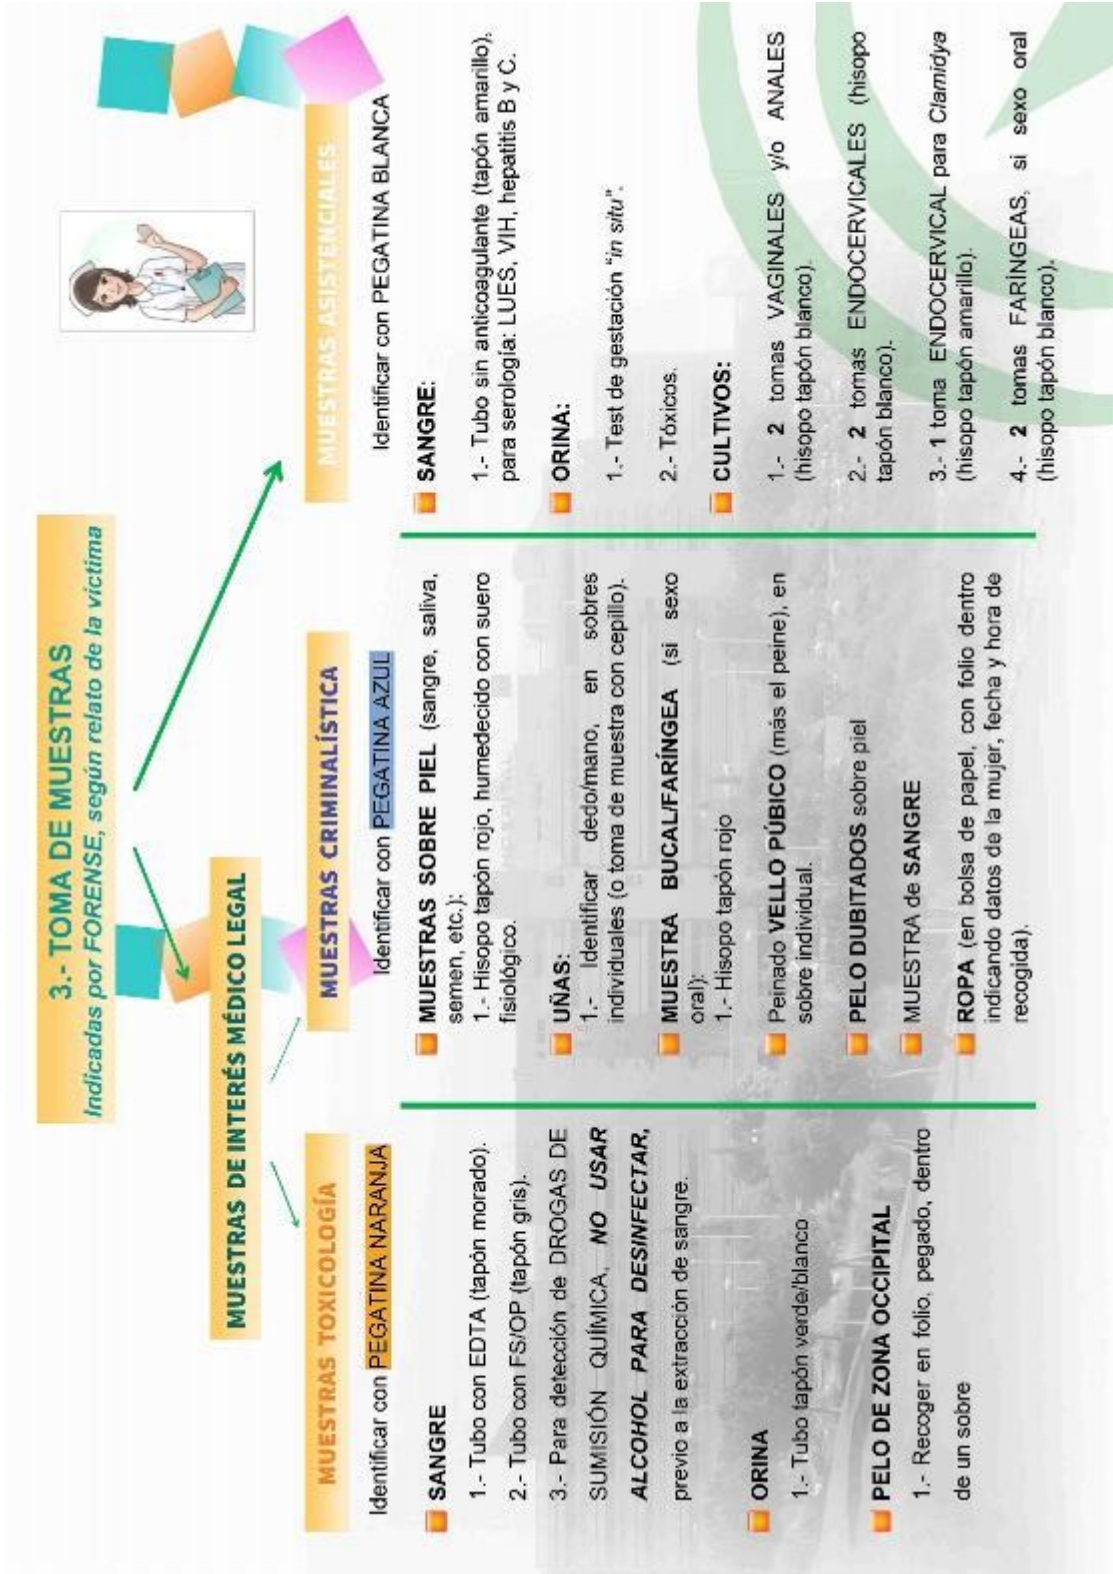 3.- TOMA DE MUESTRAS
Indicadas por FORENSE, según relato de la víctima
MUESTRAS DE INTERÉS MÉDICO LEGAL
MUESTRAS TOXICOLOGÍA
Identificar con PEGATINA NARANJA
SANGRE
1.- Tubo con EDTA (tapón morado).
2.- Tubo con FS/OP (tapón gris).
3.- Para detección de DROGAS DE
SUMISIÓN QUÍMICA, NO USAR
ALCOHOL PARA DESINFECTAR,
previo a la extracción de sangre.
ORINA
1.- Tubo tapón verde/blanco
PELO DE ZONA OCCIPITAL
1.- Recoger en folio, pegado, dentro
de un sobre
MUESTRAS CRIMINALÍSTICA
Identificar con PEGATINA AZUL
MUESTRAS SOBRE PIEL (sangre, saliva,
semen, etc.):
1.- Hisopo tapón rojo, humedecido con suero
fisiológico.
UÑAS:
1.- Identificar dedo/mano, en sobres
individuales (o toma de muestra con cepillo).
MUESTRA BUCAL/FARÍNGEA (si sexo
oral):
1.- Hisopo tapón rojo
Peinado VELLO PÚBICO (más el peine), en
sobre individual.
PELO DUBITADOS sobre piel
MUESTRA de SANGRE
ROPA (en bolsa de papel, con folio dentro
indicando datos de la mujer, fecha y hora de
recogida).
MUESTRAS ASISTENCIALES
Identificar con PEGATINA BLANCA
SANGRE:
1.- Tubo sin anticoagulante (tapón amarillo),
para serología: LUES, VIH, hepatitis B y C.
ORINA:
1.- Test de gestación "in situ".
2.- Tóxicos.
CULTIVOS:
1.- 2 tomas VAGINALES y/o ANALES
(hisopo tapón blanco).
2.- 2 tomas ENDOCERVICALES (hisopo
tapón blanco).
3.- 1 toma ENDOCERVICAL para Clamidya
(hisopo tapón amarillo).
4.- 2 tomas FARÍNGEAS, si sexo oral
(hisopo tapón blanco).